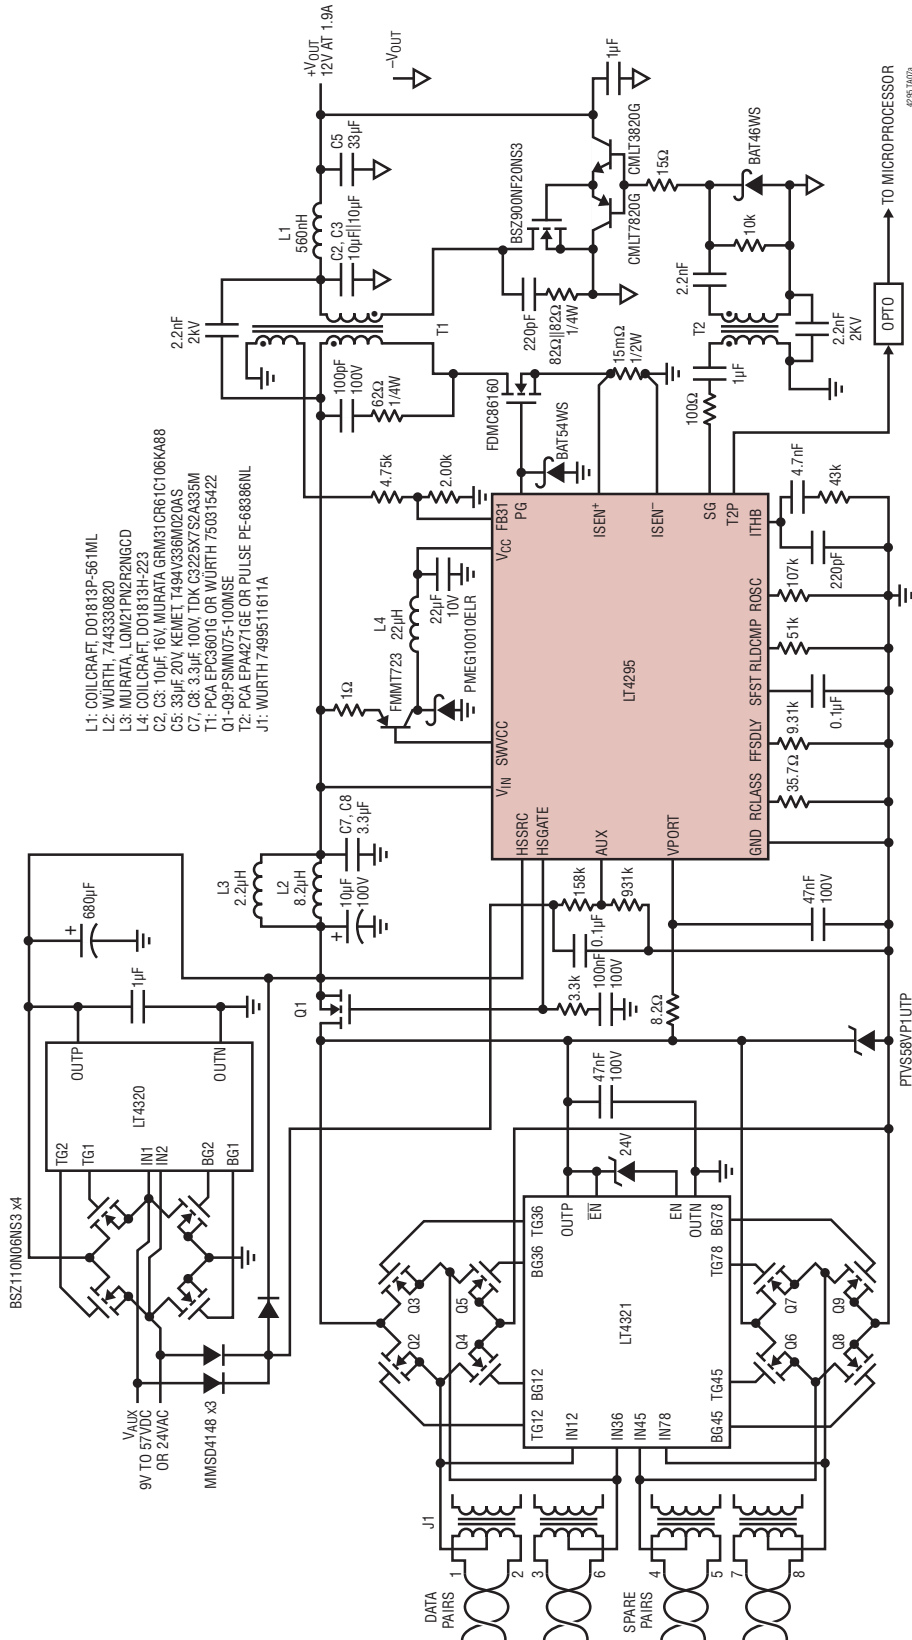 L1: COILCRAFT, DO1813P-561ML
L2: WÜRTH, 744330820
L3: MURATA, LQM21PN2R2NGCD
L4: COILCRAFT, DO1813H-223
C2, C3: 10µF, 16V, MURATA GRM31CR61C106KA88
C5: 33µF, 20V, KEMET, T494V336M020AS
C7, C8: 3.3µF, 100V, TDK C3225X7S2A335M
T1: PCA EPC3601G OR WÜRTH 750315422
Q1-Q9:PSMN075-100MSE
T2: PCA EPA4271GE OR PULSE PE-68386NL
J1: WURTH 7499511611A
BSZ110N06NS3 x4
TG2
TG1
IN1
IN2
BG2
BG1
LT4320
OUTP
OUTN
680µF
+
1µF
VAUX
9V TO 57VDC
OR 24VAC
MMSD4148 x3
Q1
L3
2.2µH
L2
8.2µH
+
10µF
100V
C7, C8
3.3µF
1Ω
FMMT723
L4
22µH
22µF
10V
PMEG10010ELR
4.75k
2.00k
100pF
100V
62Ω
1/4W
2.2nF
2KV
T1
L1
560nH
C2, C3
10µF||10µF
C5
33µF
+VOUT
12V AT 1.9A
–VOUT
1µF
BSZ900NF20NS3
CMLT3820G
CMLT7820G
220pF
82Ω||82Ω
1/4W
15Ω
BAT46WS
10k
2.2nF
T2
2.2nF
2KV
1µF
100Ω
15mΩ
1/2W
FDMC86160
BAT54WS
OPTO
TO MICROPROCESSOR
4295 TA07a
LT4295
HSSRC
HSGATE
AUX
VPORT
VIN
SWVCC
VCC
FB31
PG
ISEN+
ISEN–
SG
T2P
GND
RCLASS
FFSDLY
SFST
RLDCMP
ROSC
ITHB
35.7Ω
9.31k
0.1µF
51k
107k
220pF
4.7nF
43k
158k
931k
0.1µF
3.3k
100nF
100V
8.2Ω
47nF
100V
PTVS58VP1UTP
47nF
100V
24V
LT4321
TG12
BG12
BG36
TG36
IN12
IN36
IN45
IN78
OUTP
EN
EN
OUTN
BG45
TG45
TG78
BG78
Q2
Q3
Q4
Q5
Q6
Q7
Q8
Q9
J1
DATA
PAIRS
1
2
3
6
SPARE
PAIRS
4
5
7
8